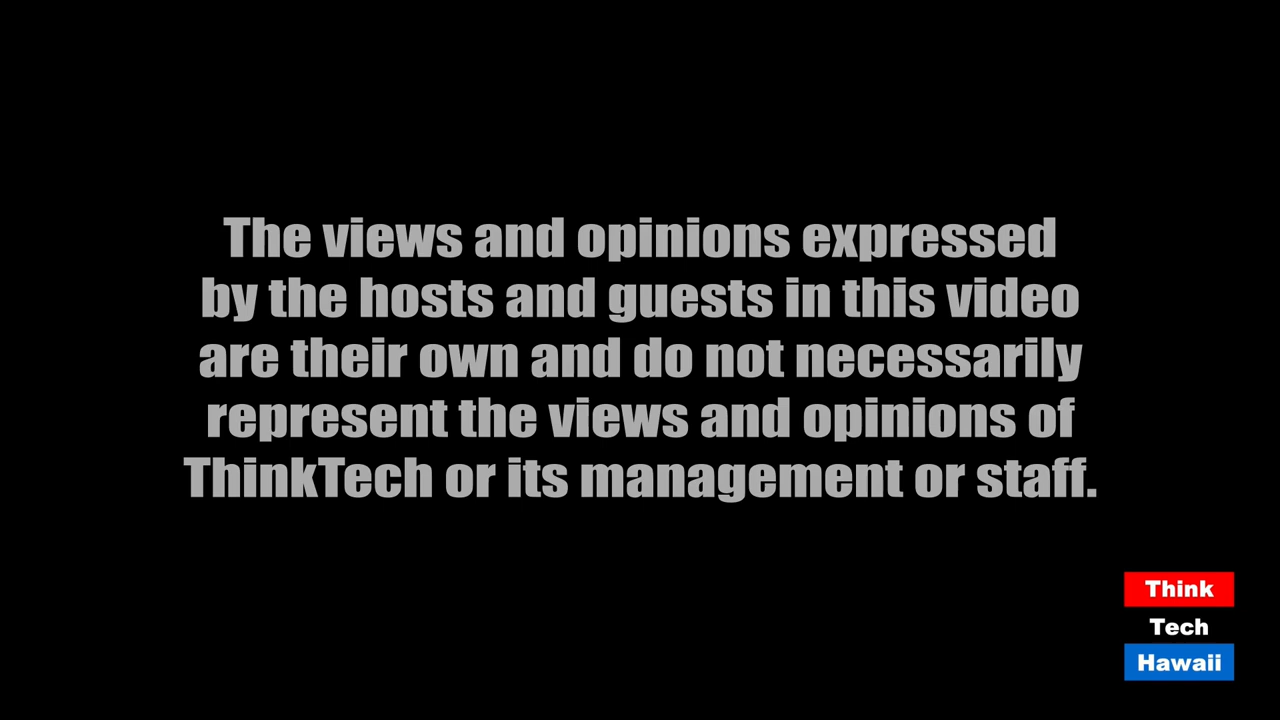 The views and opinions expressed
by the hosts and guests in this video
are their own and do not necessarily
represent the views and opinions of
ThinkTech or its management or staff.
Think
Tech
Hawaii